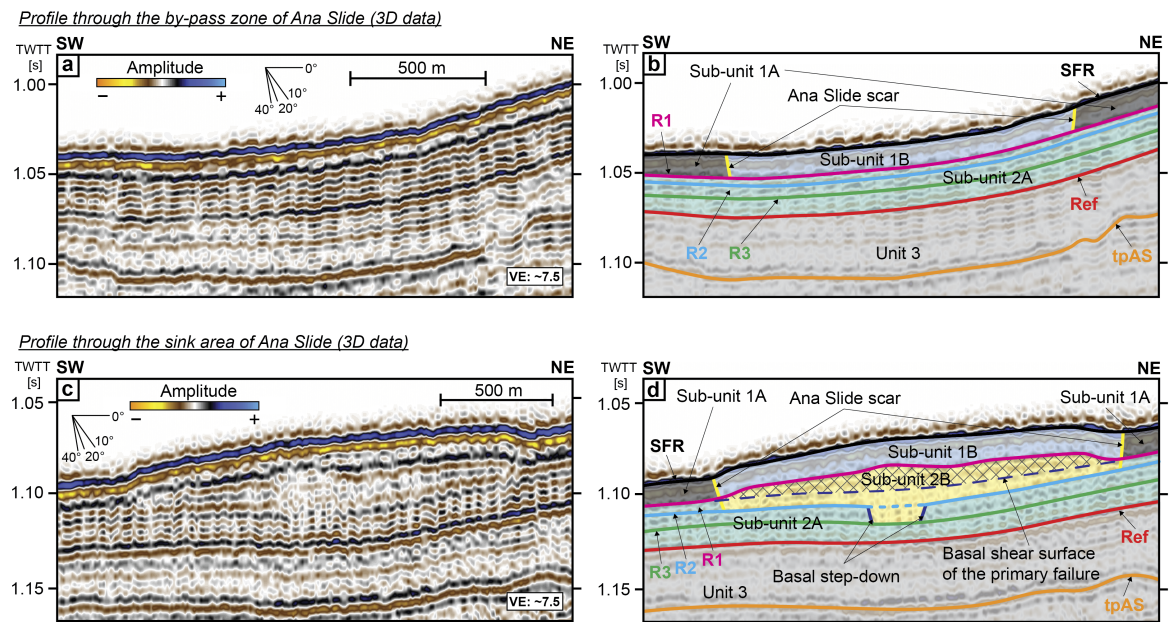 Profile through the by-pass zone of Ana Slide (3D data)
TWTT
[s]
SW
NE
a
Amplitude
−
+
0°
10°
20°
40°
500 m
1.00
1.05
1.10
VE: ~7.5
TWTT
[s]
SW
NE
b
Sub-unit 1A
SFR
Ana Slide scar
R1
1.00
1.05
1.10
Sub-unit 1B
Sub-unit 2A
Ref
R2
R3
Unit 3
tpAS
Profile through the sink area of Ana Slide (3D data)
TWTT
[s]
SW
NE
c
Amplitude
−
+
0°
10°
20°
40°
500 m
1.05
1.10
1.15
VE: ~7.5
TWTT
[s]
SW
NE
d
Sub-unit 1A
Ana Slide scar
Sub-unit 1A
SFR
1.05
1.10
1.15
Sub-unit 1B
Sub-unit 2B
Sub-unit 2A
R3
R2
R1
Basal step-down
Basal shear surface
of the primary failure
Ref
Unit 3
tpAS